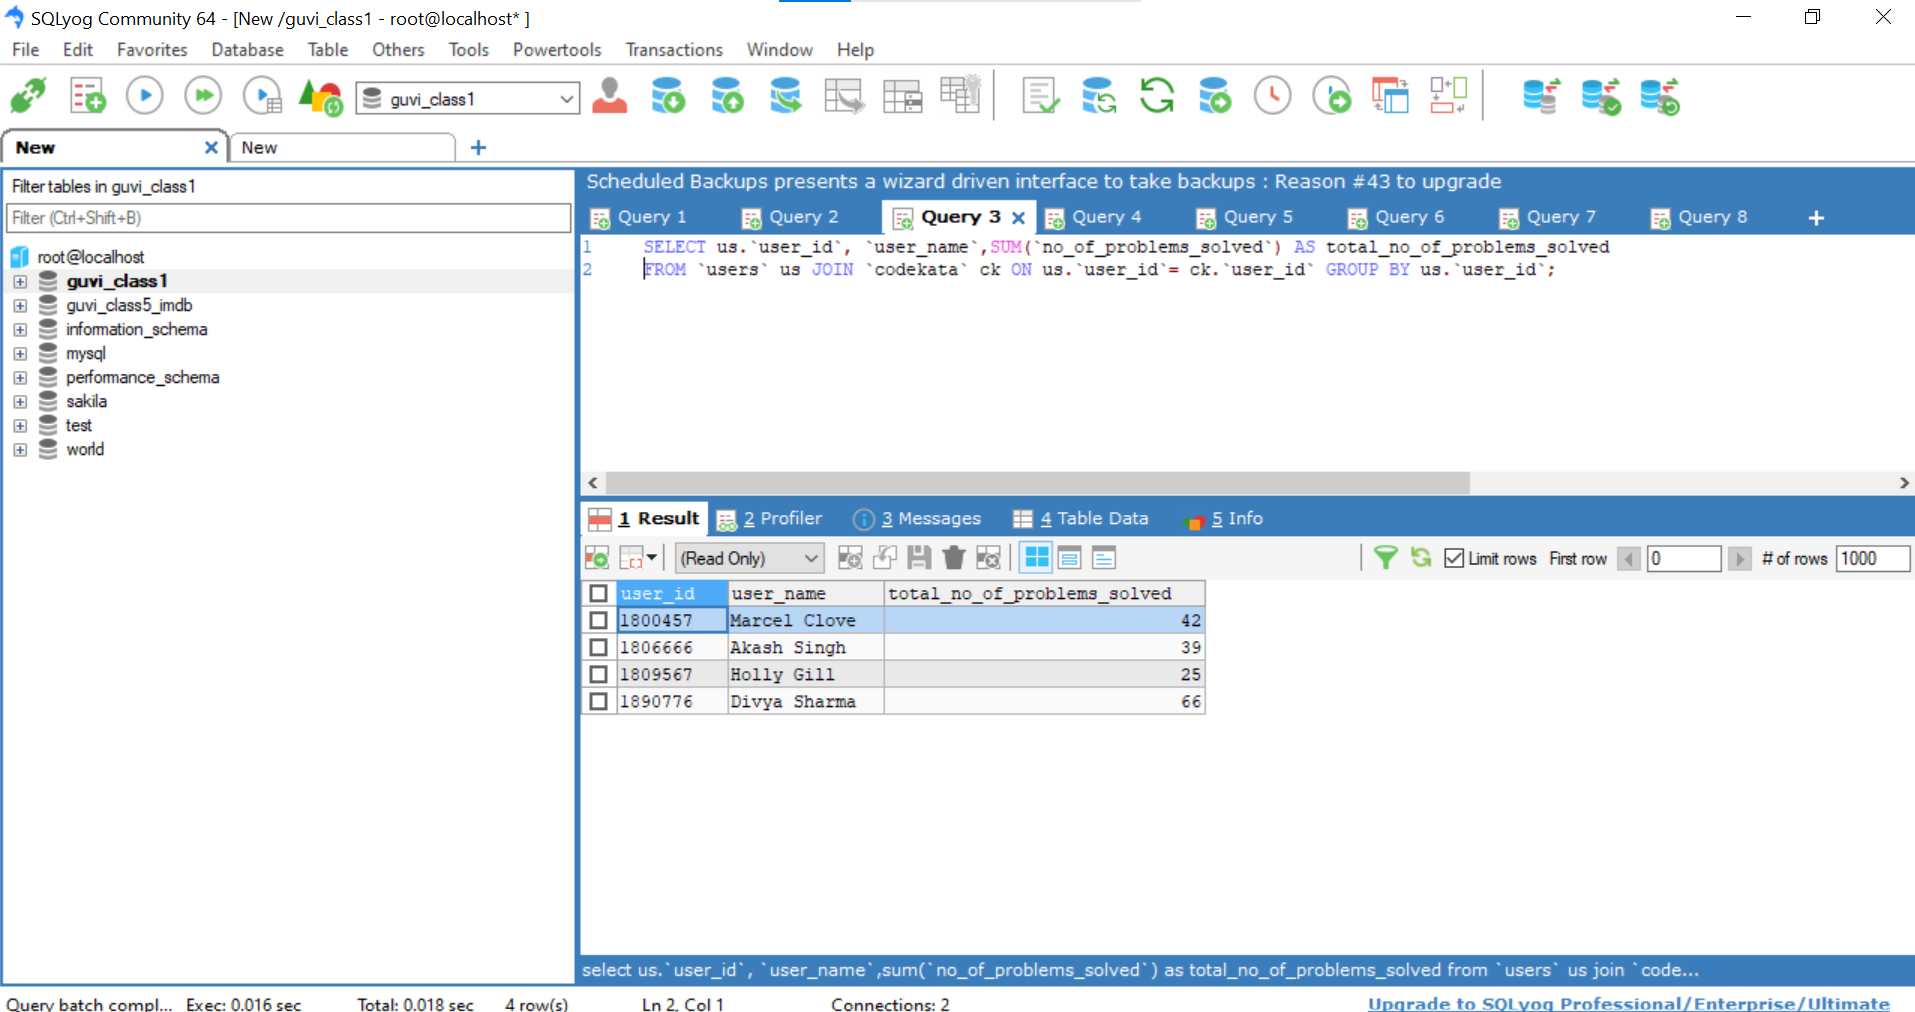 SQLyog Community 64 - [New /guvi_class1 - root@localhost* ]
File Edit Favorites Database Table Others Tools Powertools Transactions Window Help
guvi_class1
New New
Filter tables in guvi_class1
Filter (Ctrl+Shift+B)
root@localhost
guvi_class1
guvi_class5_imdb
information_schema
mysql
performance_schema
sakila
test
world
Scheduled Backups presents a wizard driven interface to take backups : Reason #43 to upgrade
Query 1 Query 2 Query 3 Query 4 Query 5 Query 6 Query 7 Query 8
1 SELECT us.`user_id`, `user_name`,SUM(`no_of_problems_solved`) AS total_no_of_problems_solved
2 FROM `users` us JOIN `codekata` ck ON us.`user_id`= ck.`user_id` GROUP BY us.`user_id`;
1 Result 2 Profiler 3 Messages 4 Table Data 5 Info
(Read Only) Limit rows First row 0 # of rows 1000
user_id user_name total_no_of_problems_solved
1800457 Marcel Clove 42
1806666 Akash Singh 39
1809567 Holly Gill 25
1890776 Divya Sharma 66
select us.`user_id`, `user_name`,sum(`no_of_problems_solved`) as total_no_of_problems_solved from `users` us join `code...
Query batch compl... Exec: 0.016 sec Total: 0.018 sec 4 row(s) Ln 2, Col 1 Connections: 2 Upgrade to SQLyog Professional/Enterprise/Ultimate